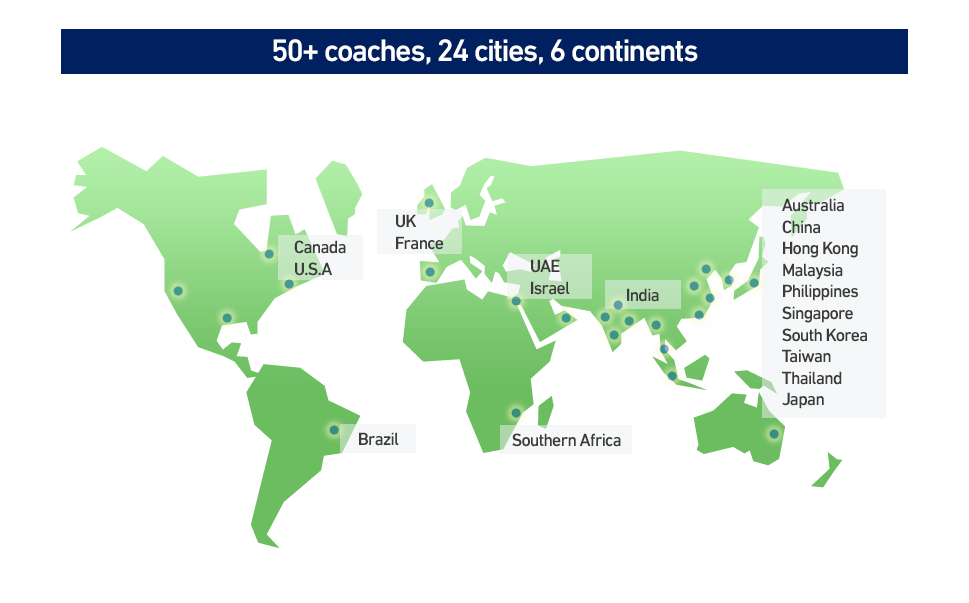 50+ coaches, 24 cities, 6 continents
Canada
U.S.A
UK
France
UAE
Israel
India
Australia
China
Hong Kong
Malaysia
Philippines
Singapore
South Korea
Taiwan
Thailand
Japan
Brazil
Southern Africa